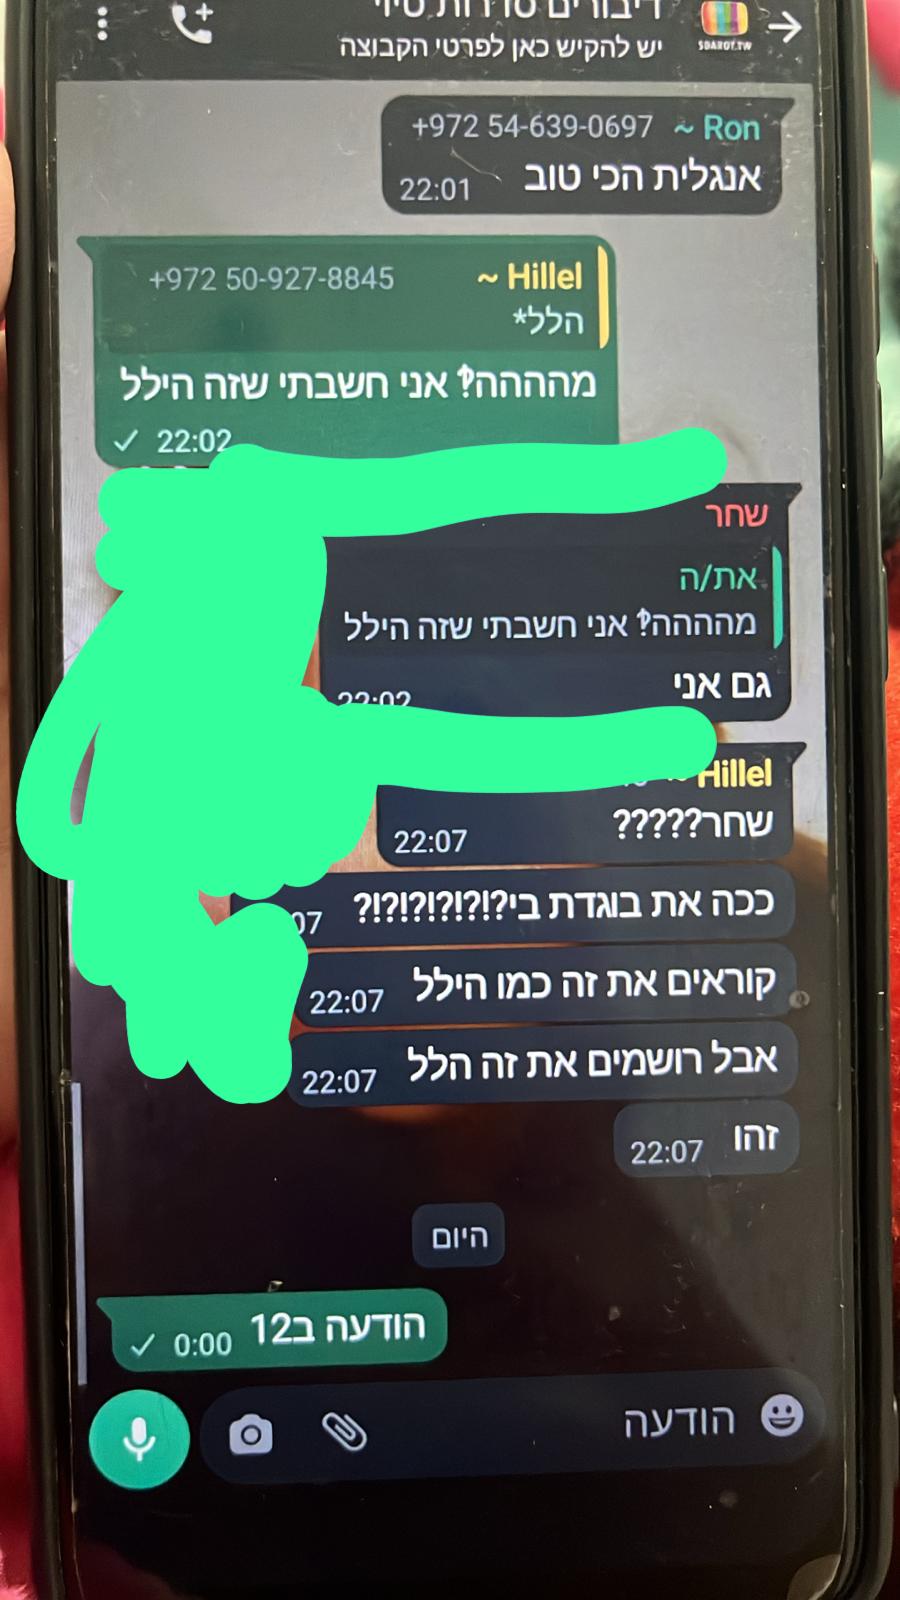 דיבורים סדרות טיוי
יש להקיש כאן לפרטי הקבוצה
SDAROT.TW
~ Ron +972 54-639-0697
אנגלית הכי טוב
22:01
~ Hillel +972 50-927-8845
הלל*
מהההה‽ אני חשבתי שזה הילל
22:02
שחר
את/ה
מהההה‽ אני חשבתי שזה הילל
גם אני
22:02
Hillel
שחר?????
22:07
ככה את בוגדת בי?!?!?!?!?!?!?
07
קוראים את זה כמו הילל
22:07
אבל רושמים את זה הלל
22:07
זהו
22:07
היום
הודעה ב12
0:00
הודעה